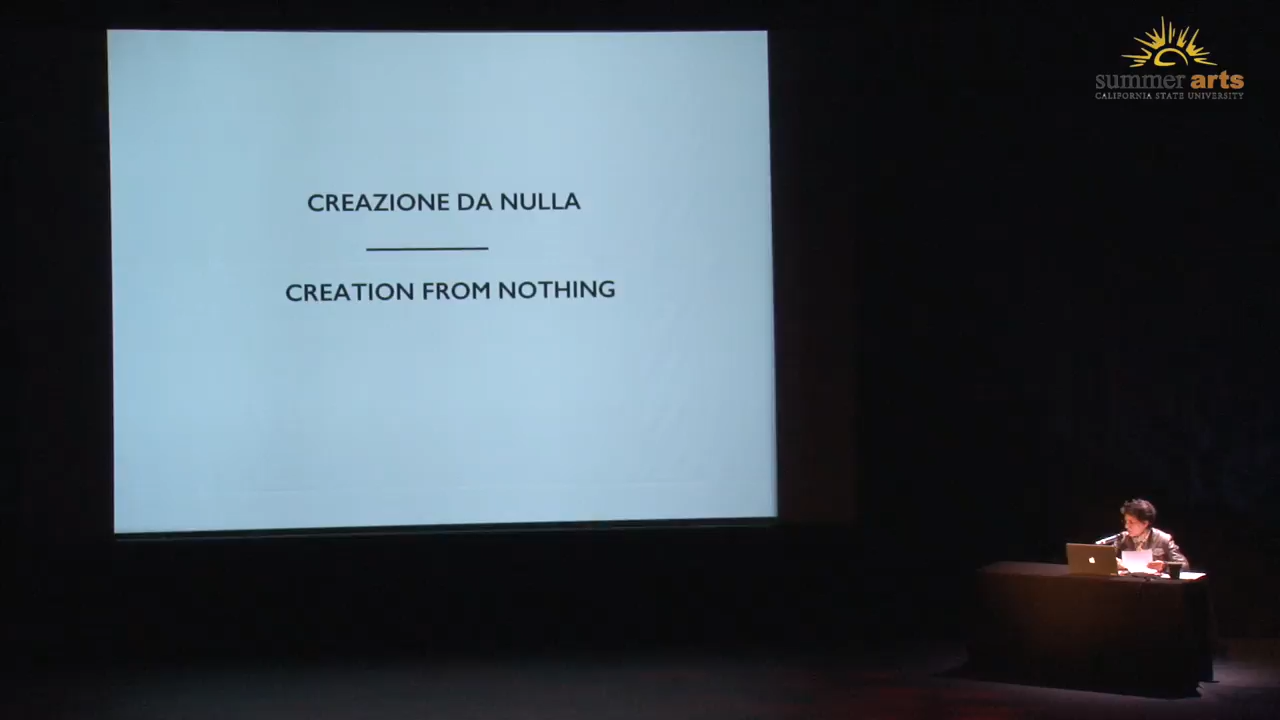 CREAZIONE DA NULLA
CREATION FROM NOTHING
summer arts
CALIFORNIA STATE UNIVERSITY